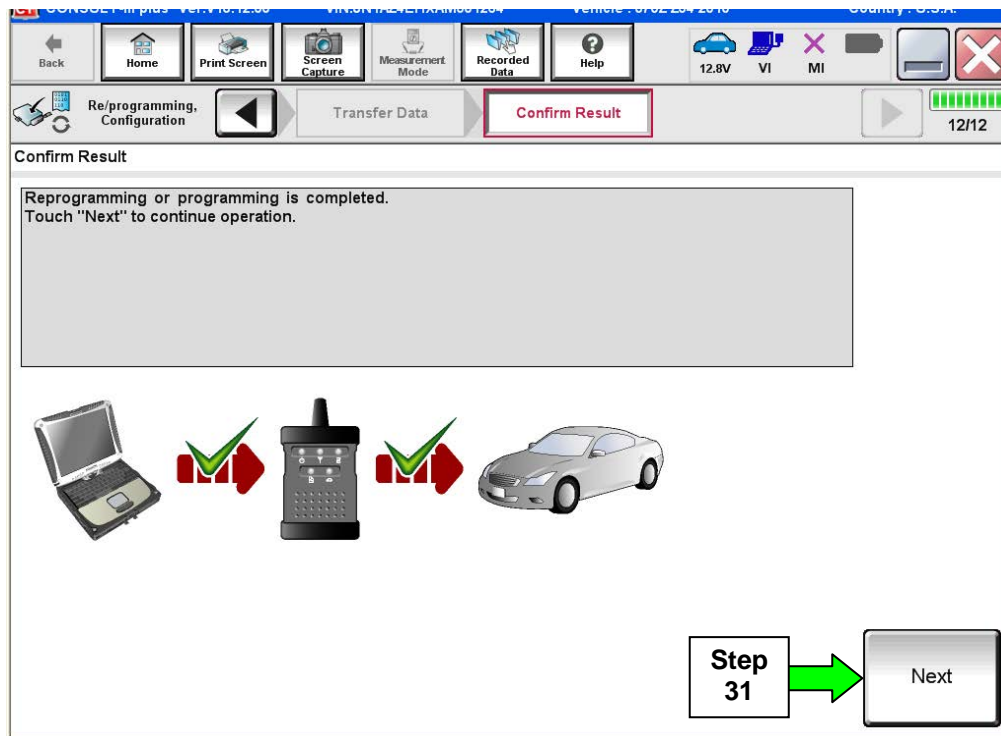 Back
Home
Print Screen
Screen
Capture
Measurement
Mode
Recorded
Data
Help
12.8V
VI
MI
Re/programming,
Configuration
Transfer Data
Confirm Result
12/12
Confirm Result
Reprogramming or programming is completed.
Touch "Next" to continue operation.
Step
31
Next